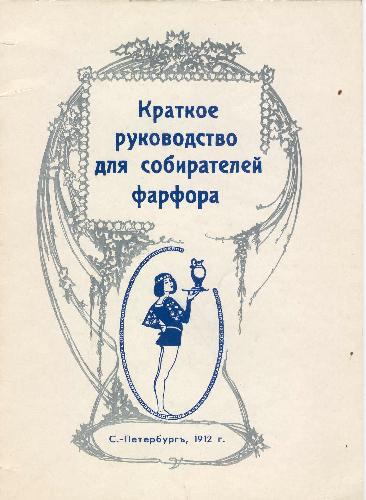 Краткое
руководство
для собирателей
фарфора
С.-Петербургъ, 1912 г.